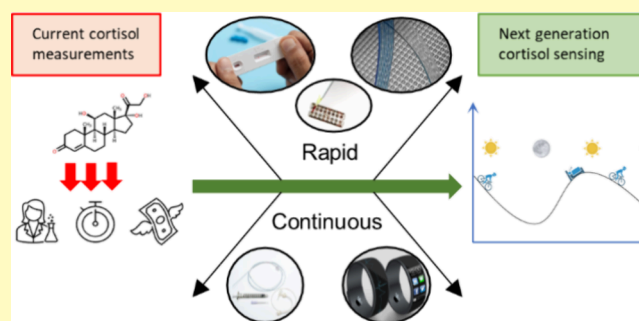 Current cortisol
measurements
Next generation
cortisol sensing
Rapid
Continuous